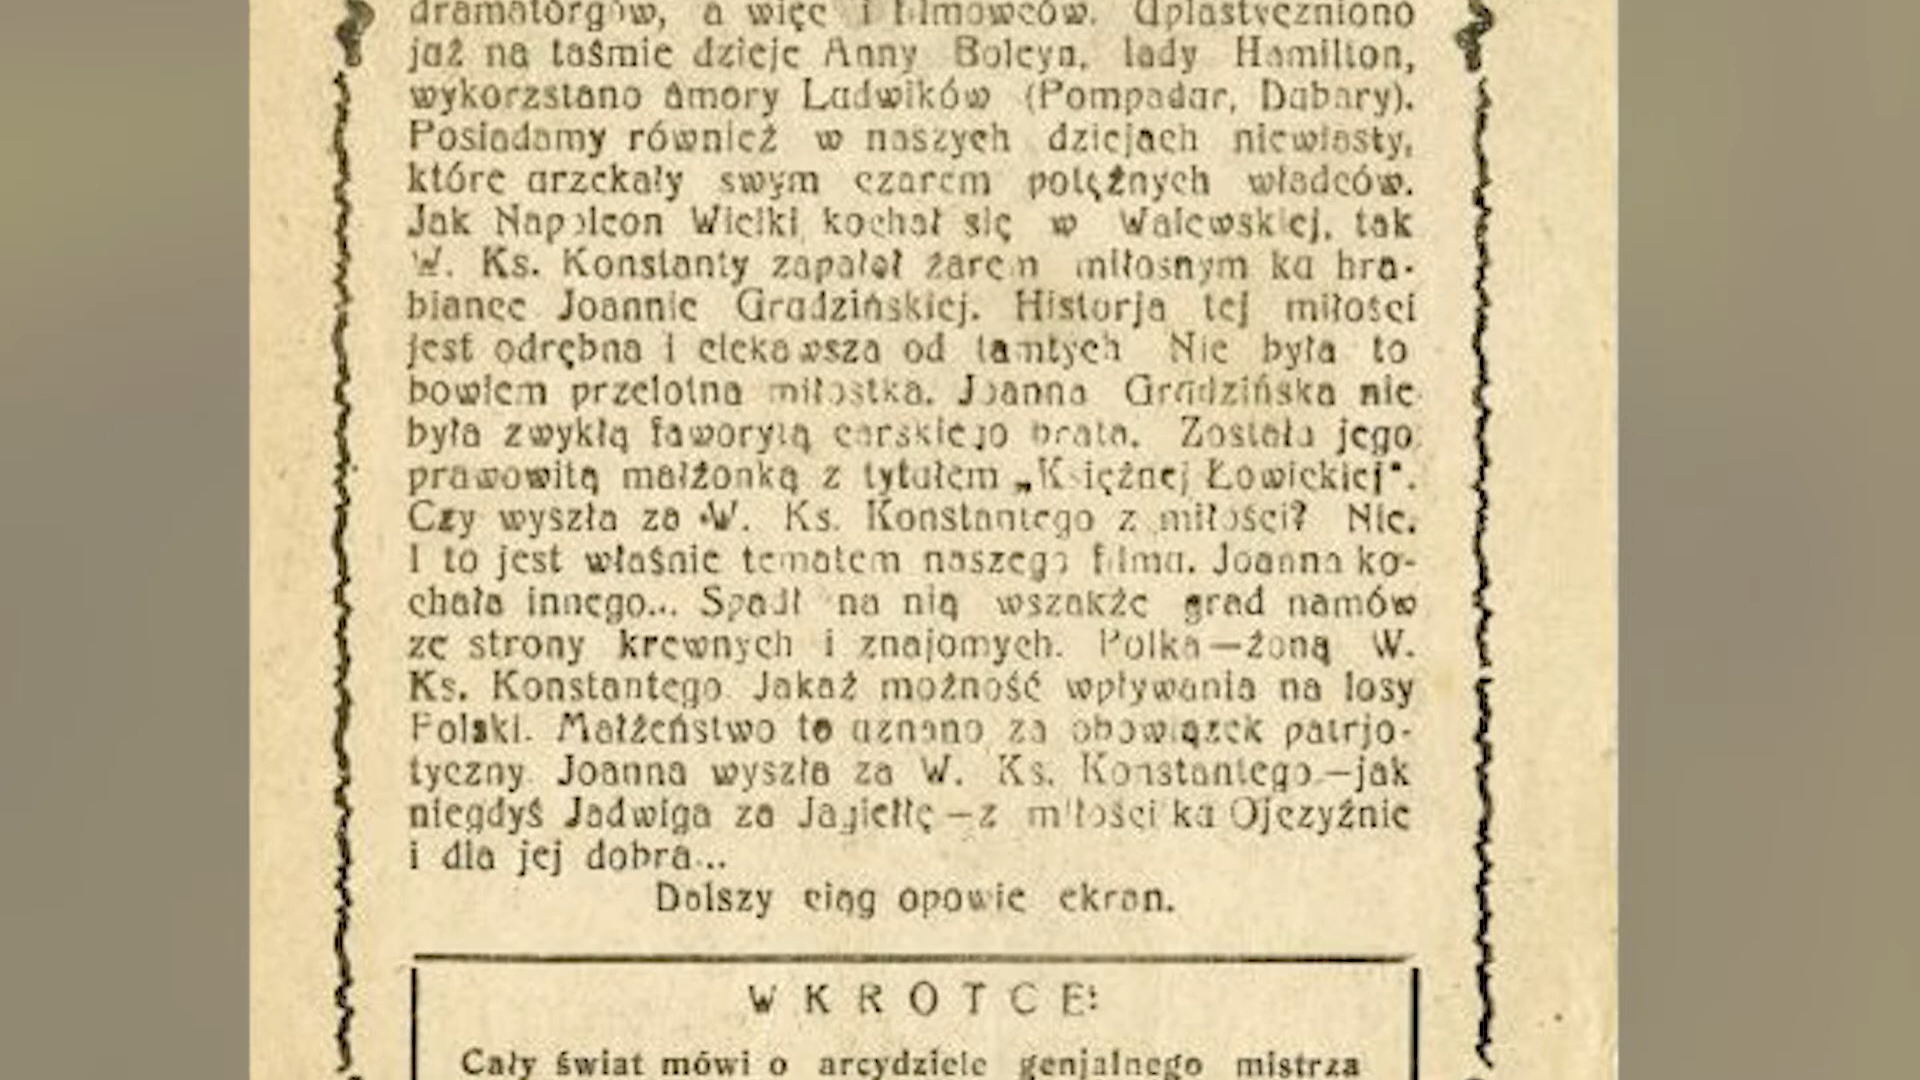 dramaturgów, a więc i filmowców. Uplastyczniono
już na taśmie dzieje Anny Boleyn, lady Hamilton,
wykorzstano amory Ludwików (Pompadur, Dubary).
Posiadamy również w naszych dziejach niewiasty,
które urzekały swym czarem potężnych władców.
Jak Napoleon Wielki kochał się w Walewskiej, tak
W. Ks. Konstanty zapałał żarem miłosnym ku hra-
biance Joannie Grudzińskiej. Historja tej miłości
jest odrębna i ciekawsza od tamtych Nie była to
bowiem przelotna miłostka. Joanna Grudzińska nie
była zwykłą faworytą carskiego brata. Została jego
prawowitą małżonką z tytułem „Księżnej Łowickiej“.
Czy wyszła za W. Ks. Konstantego z miłości? Nie.
I to jest właśnie tematem naszego filmu. Joanna ko-
chała innego... Spadł na nią wszakże grad namów
ze strony krewnych i znajomych. Polka—żoną W.
Ks. Konstantego. Jakaż możność wpływania na losy
Polski. Małżeństwo to uznano za obowiązek patrjo-
tyczny. Joanna wyszła za W. Ks. Konstantego—jak
niegdyś Jadwiga za Jagiełłę—z miłości ku Ojczyźnie
i dla jej dobra...
Dalszy ciąg opowie ekran.
WKROTCE!
Cały świat mówi o arcydziele genjalnego mistrza